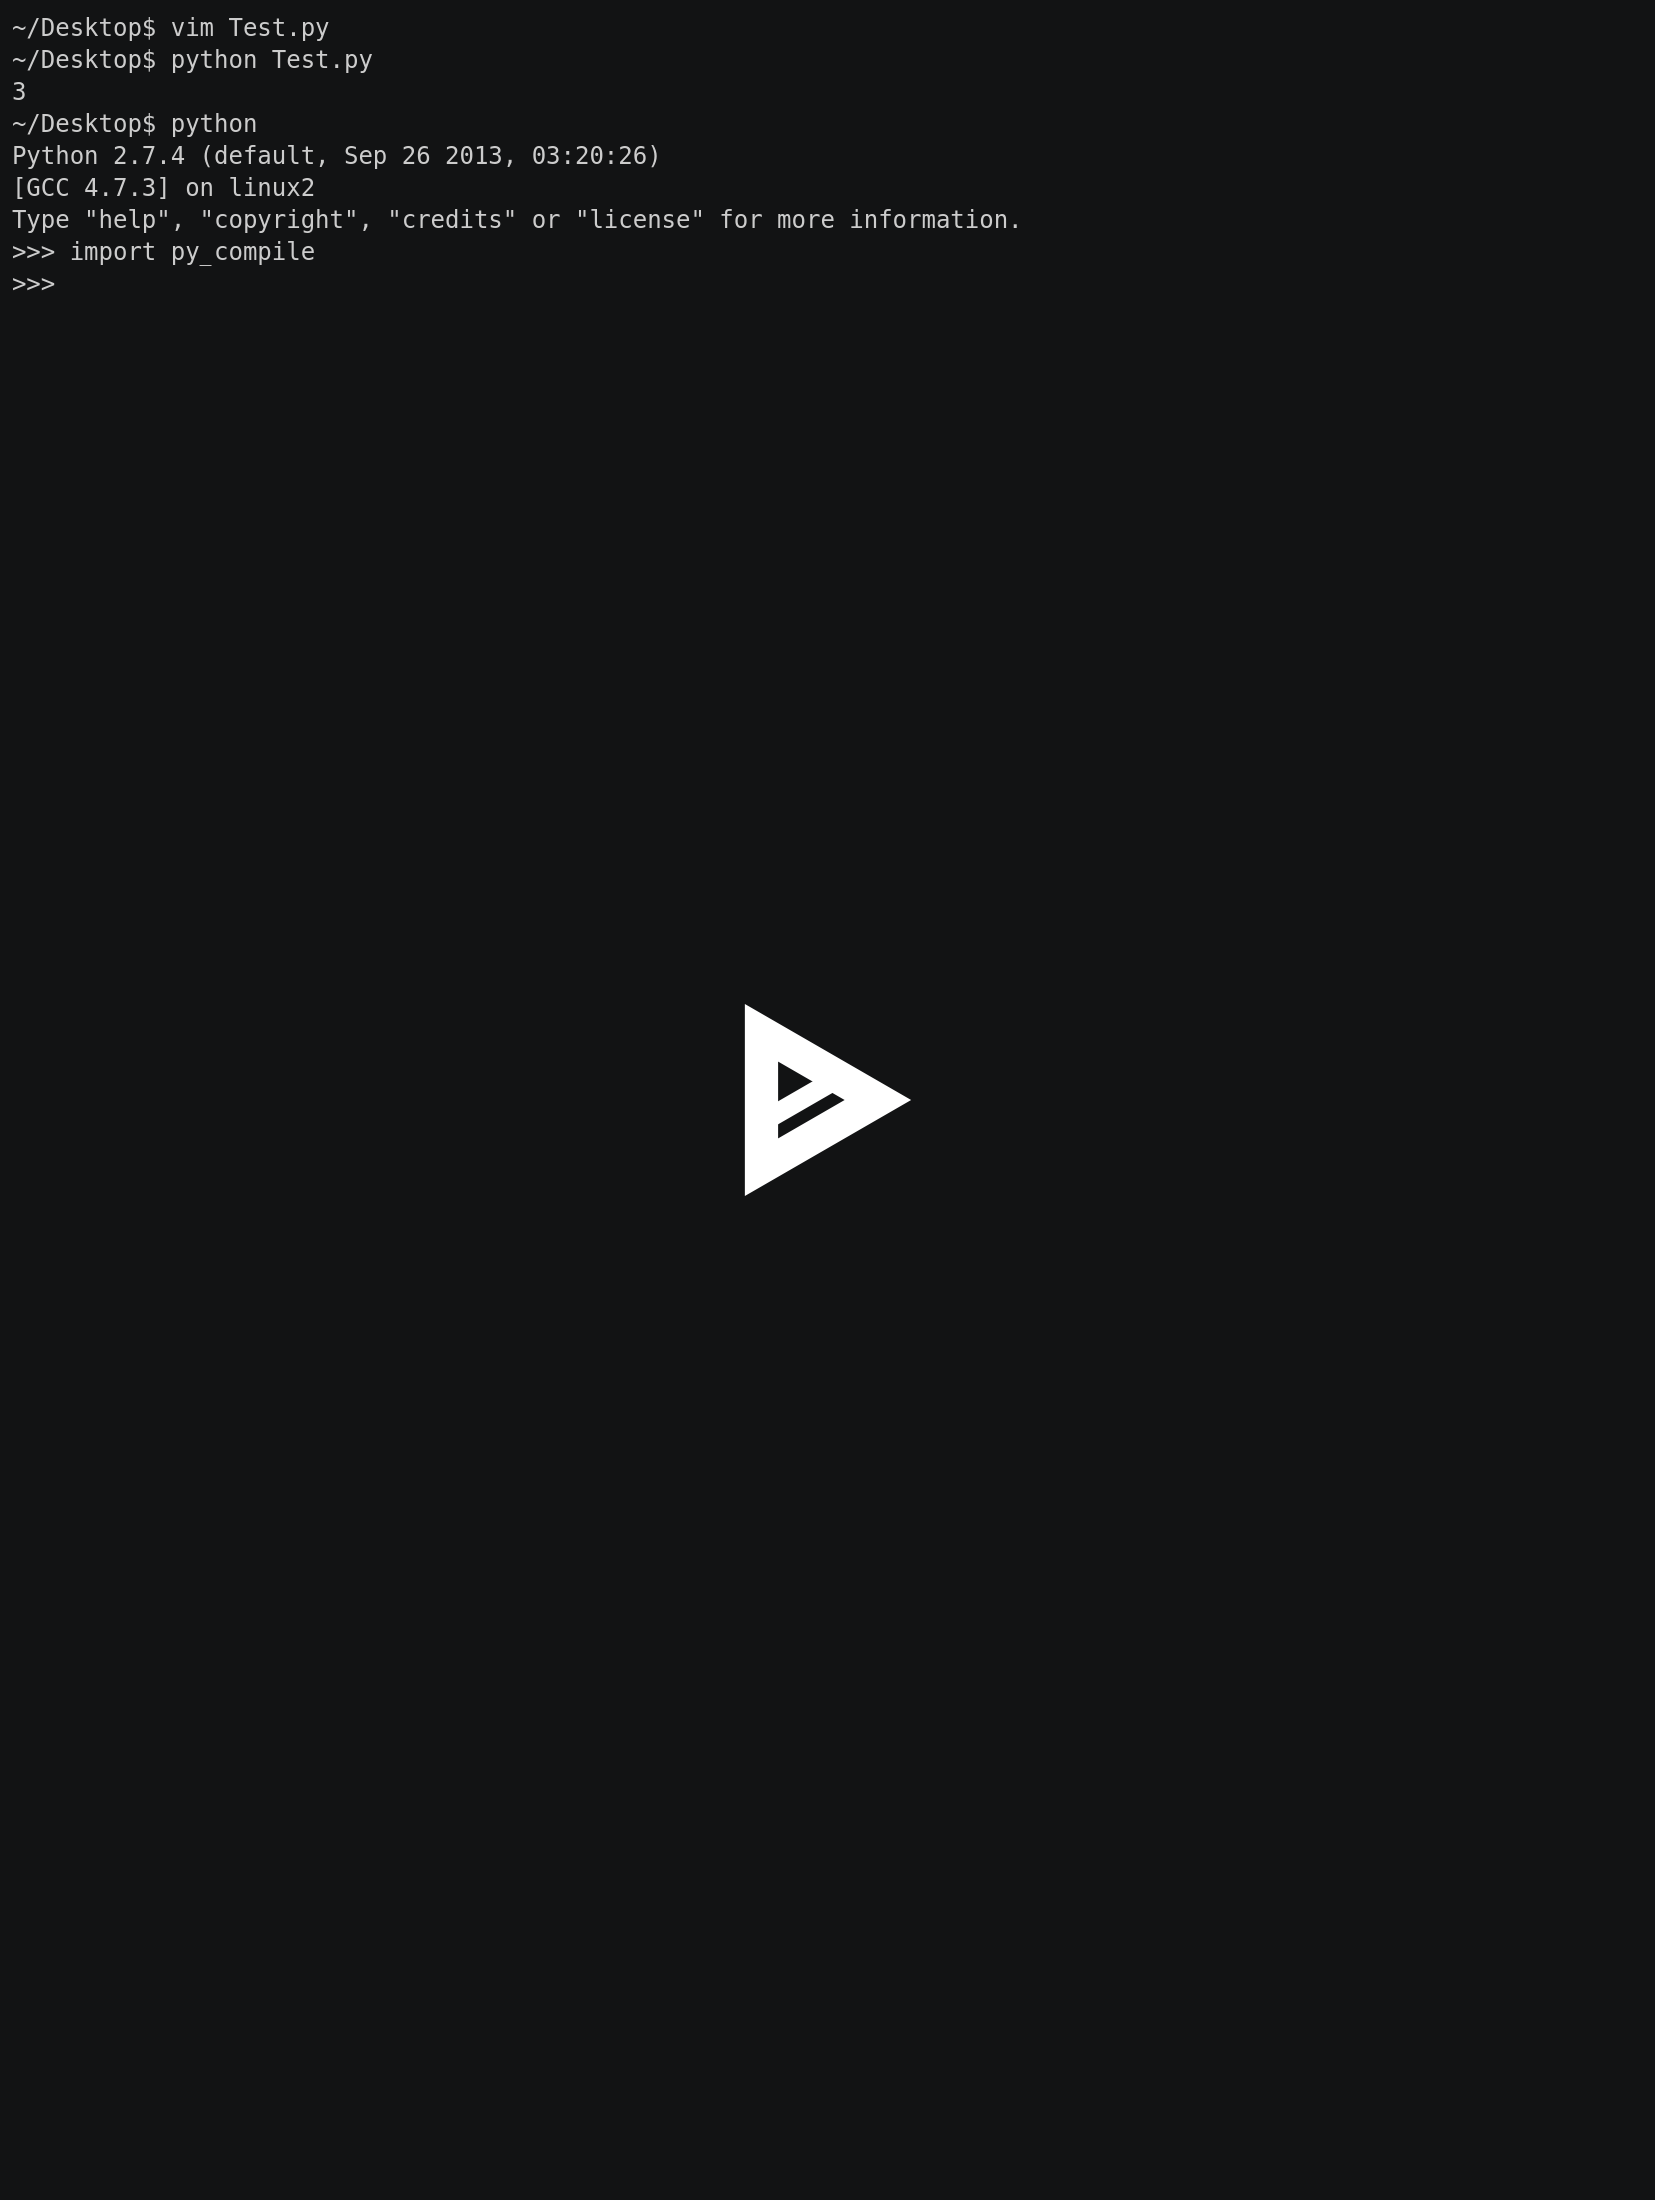 ~/Desktop$ vim Test.py
~/Desktop$ python Test.py
3
~/Desktop$ python
Python 2.7.4 (default, Sep 26 2013, 03:20:26)
[GCC 4.7.3] on linux2
Type "help", "copyright", "credits" or "license" for more information.
>>> import py_compile
>>>